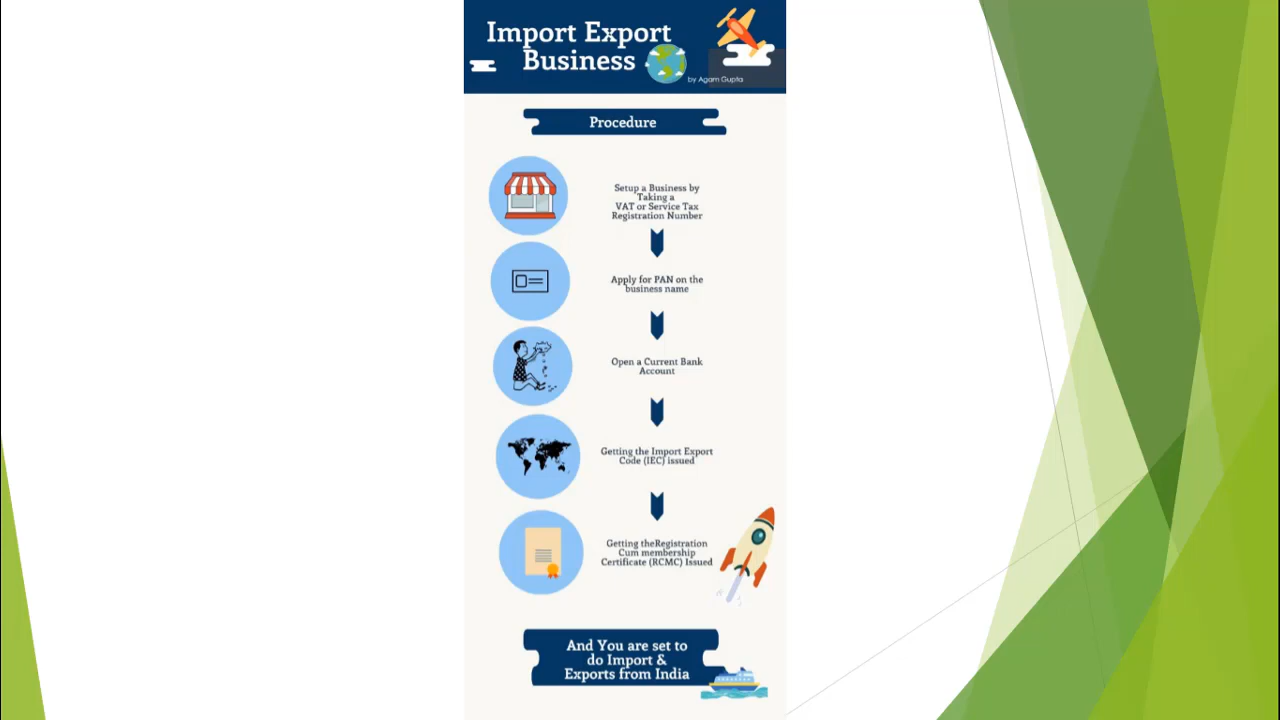 Import Export
Business
by Agam Gupta
Procedure
Setup a Business by
Taking a
VAT or Service Tax
Registration Number
Apply for PAN on the
business name
Open a Current Bank
Account
Getting the Import Export
Code (IEC) issued
Getting theRegistration
Cum membership
Certificate (RCMC) Issued
And You are set to
do Import &
Exports from India